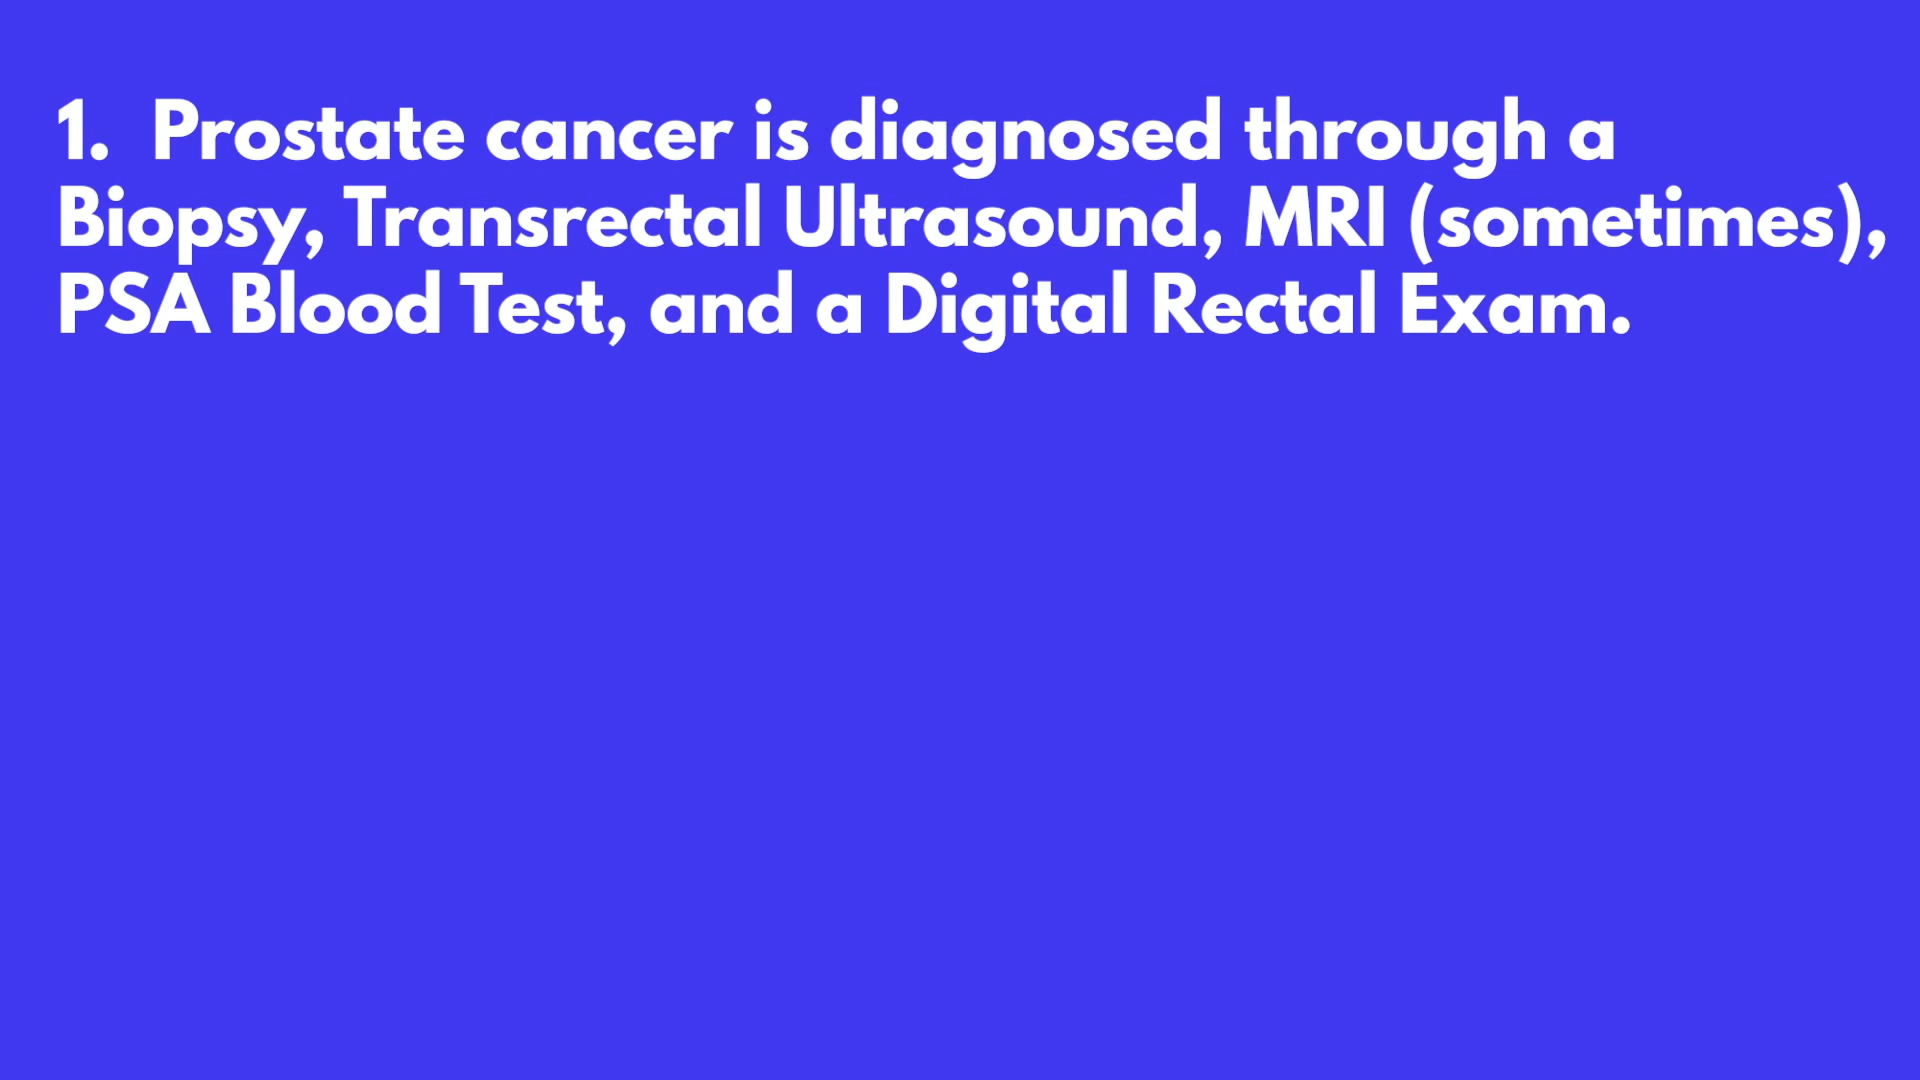 1.  Prostate cancer is diagnosed through a
Biopsy, Transrectal Ultrasound, MRI (sometimes),
PSA Blood Test, and a Digital Rectal Exam.